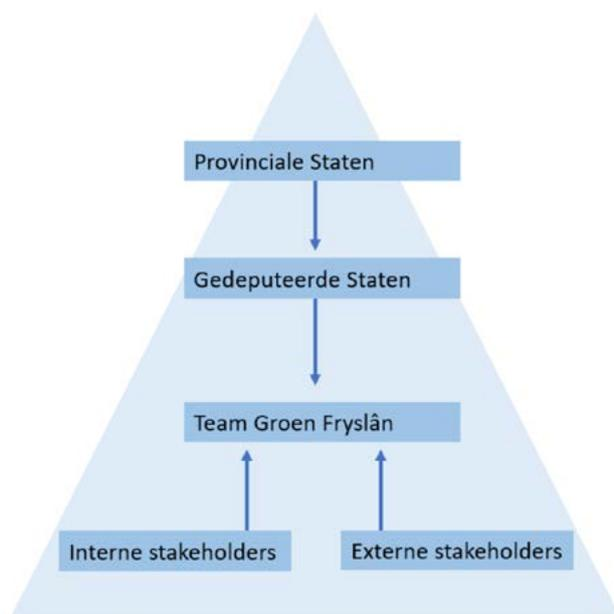 Provinciale Staten
Gedeputeerde Staten
Team Groen Fryslân
Interne stakeholders
Externe stakeholders